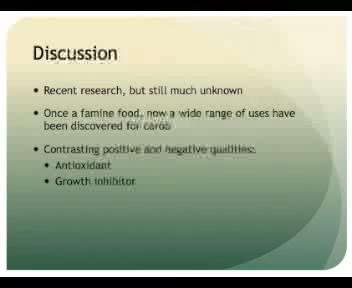 Discussion
• Recent research, but still much unknown
• Once a famine food, now a wide range of uses have
been discovered for carob
• Contrasting positive and negative qualities:
• Antioxidant
• Growth inhibitor